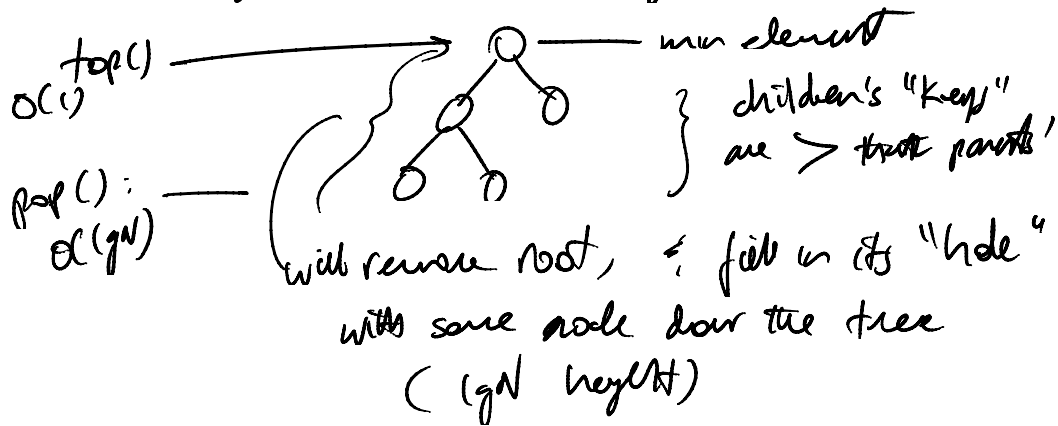 top()
O(1)
min element
children's "keys"
are > their parents'
pop() :
O(lgN)
will remove root, & fill in its "hole"
with some node down the tree
( lgN height)